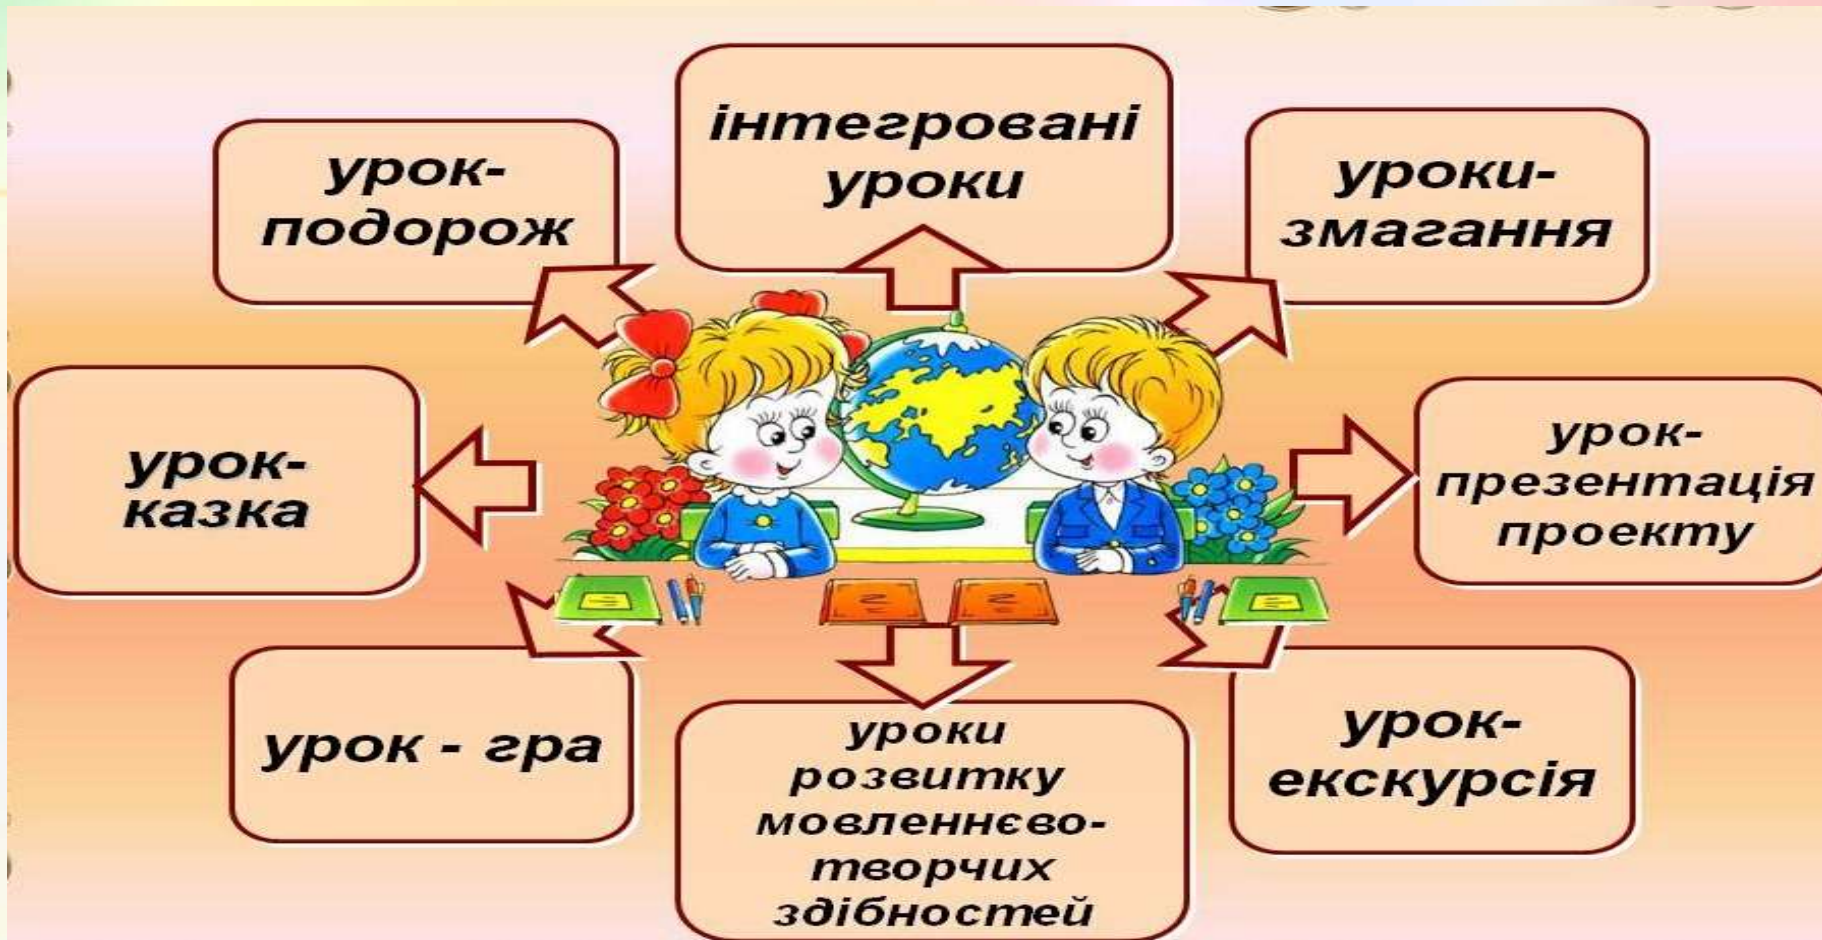 інтегровані
уроки
урок-
подорож
уроки-
змагання
урок-
казка
урок-
презентація
проекту
урок - гра
уроки
розвитку
мовленнєво-
творчих
здібностей
урок-
екскурсія